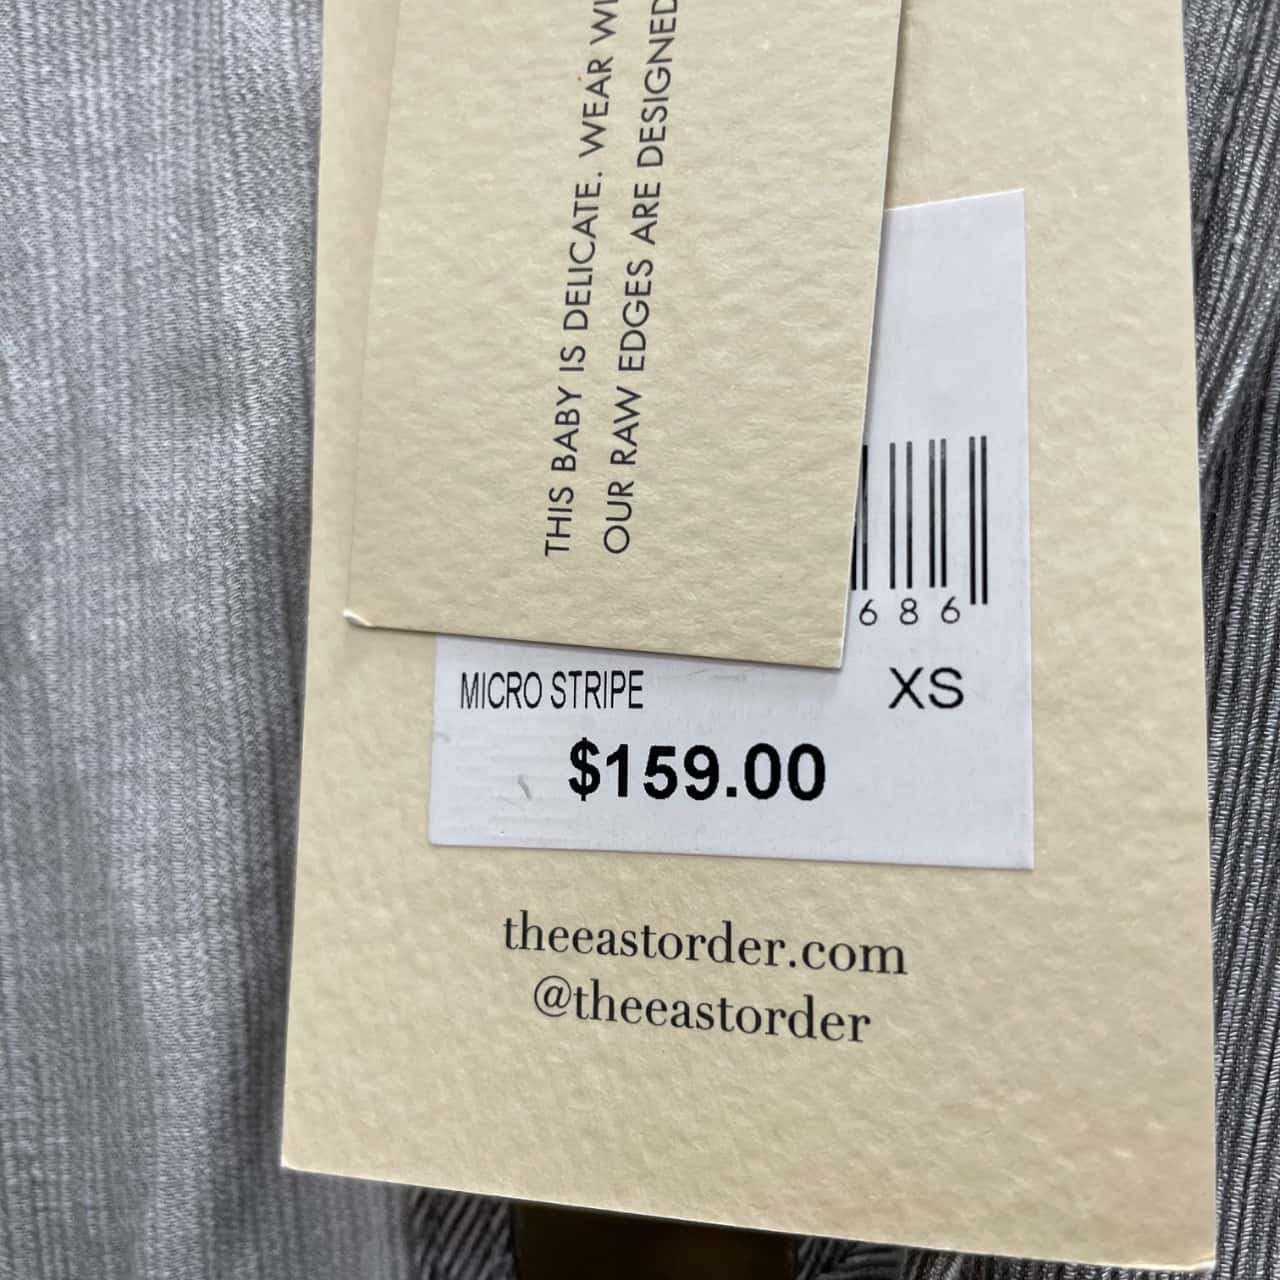 THIS BABY IS DELICATE. WEAR
OUR RAW EDGES ARE DESIGNED
686
MICRO STRIPE XS
$159.00
theeastorder.com
@theeastorder